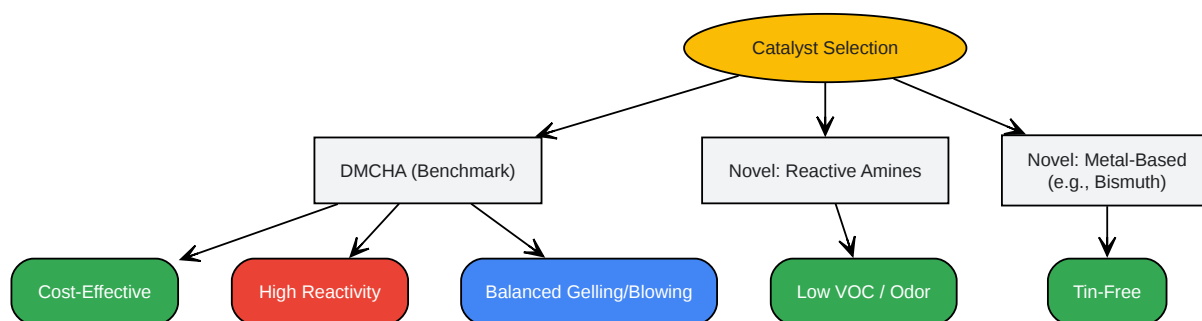 Catalyst Selection
DMCHA (Benchmark)
Novel: Reactive Amines
Novel: Metal-Based
(e.g., Bismuth)
Cost-Effective
High Reactivity
Balanced Gelling/Blowing
Low VOC / Odor
Tin-Free